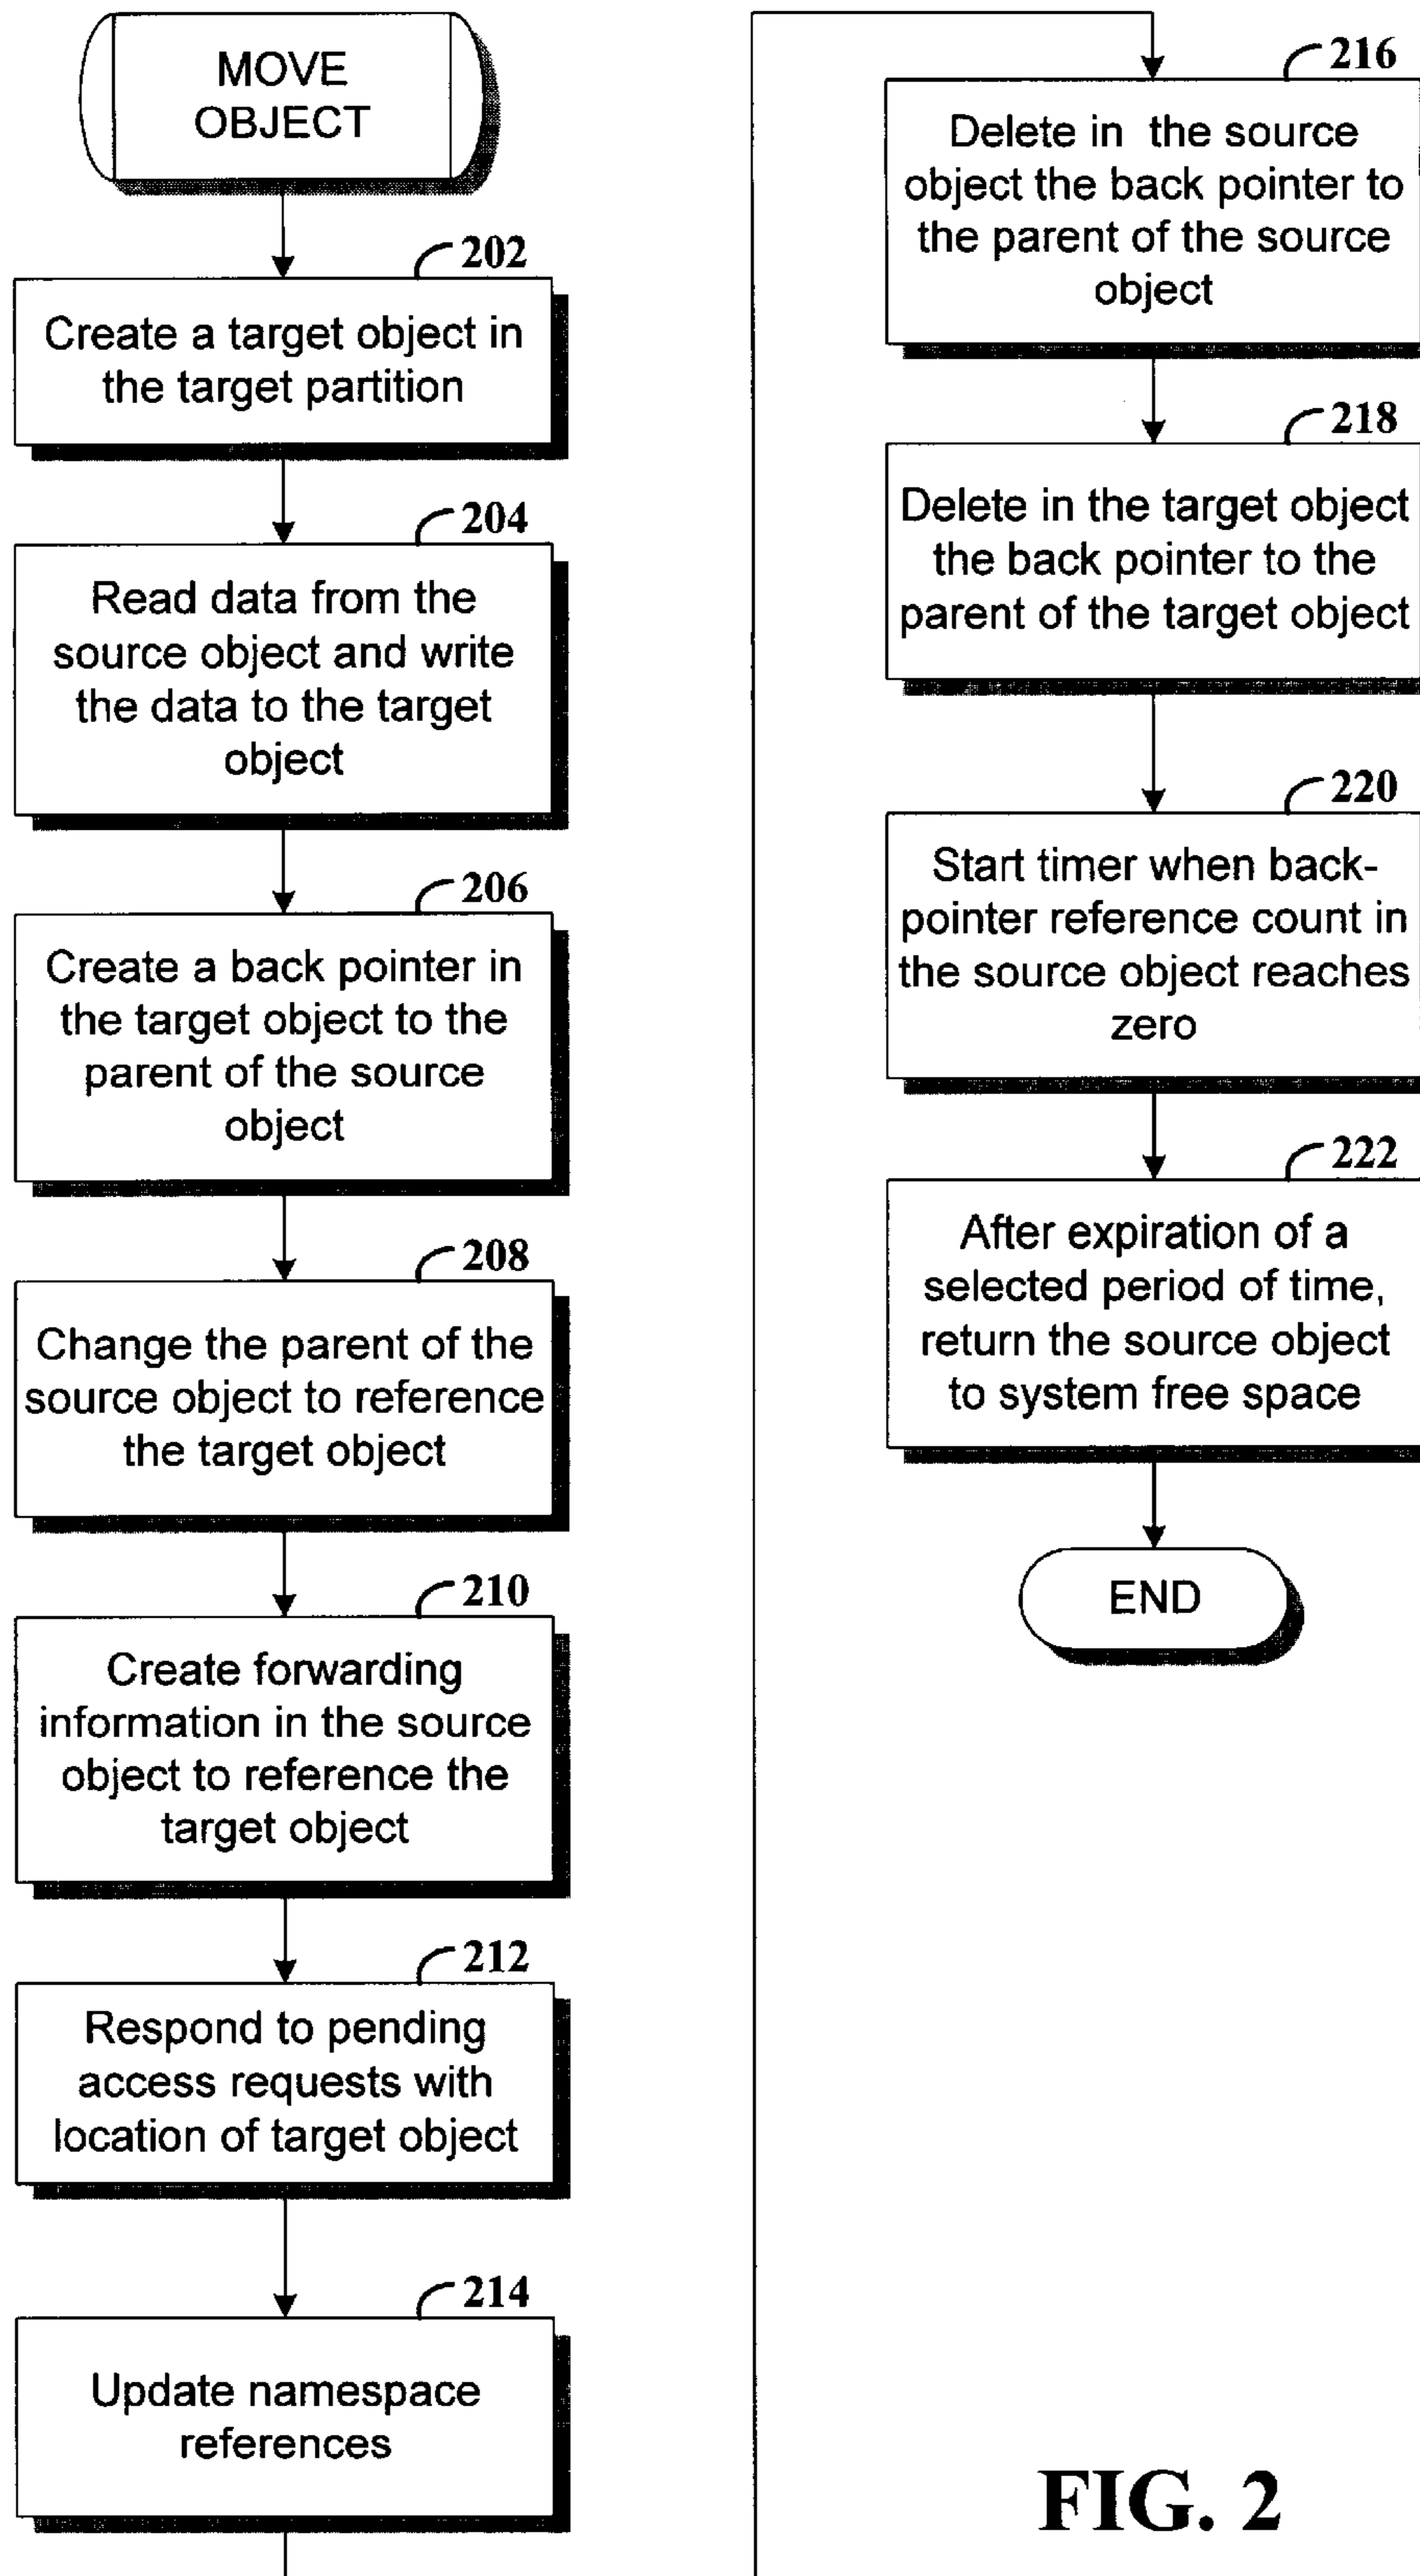 MOVE
OBJECT
202
Create a target object in
the target partition
204
Read data from the
source object and write
the data to the target
object
206
Create a back pointer in
the target object to the
parent of the source
object
208
Change the parent of the
source object to reference
the target object
210
Create forwarding
information in the source
object to reference the
target object
212
Respond to pending
access requests with
location of target object
214
Update namespace
references
216
Delete in the source
object the back pointer to
the parent of the source
object
218
Delete in the target object
the back pointer to the
parent of the target object
220
Start timer when back-
pointer reference count in
the source object reaches
zero
222
After expiration of a
selected period of time,
return the source object
to system free space
END
FIG. 2